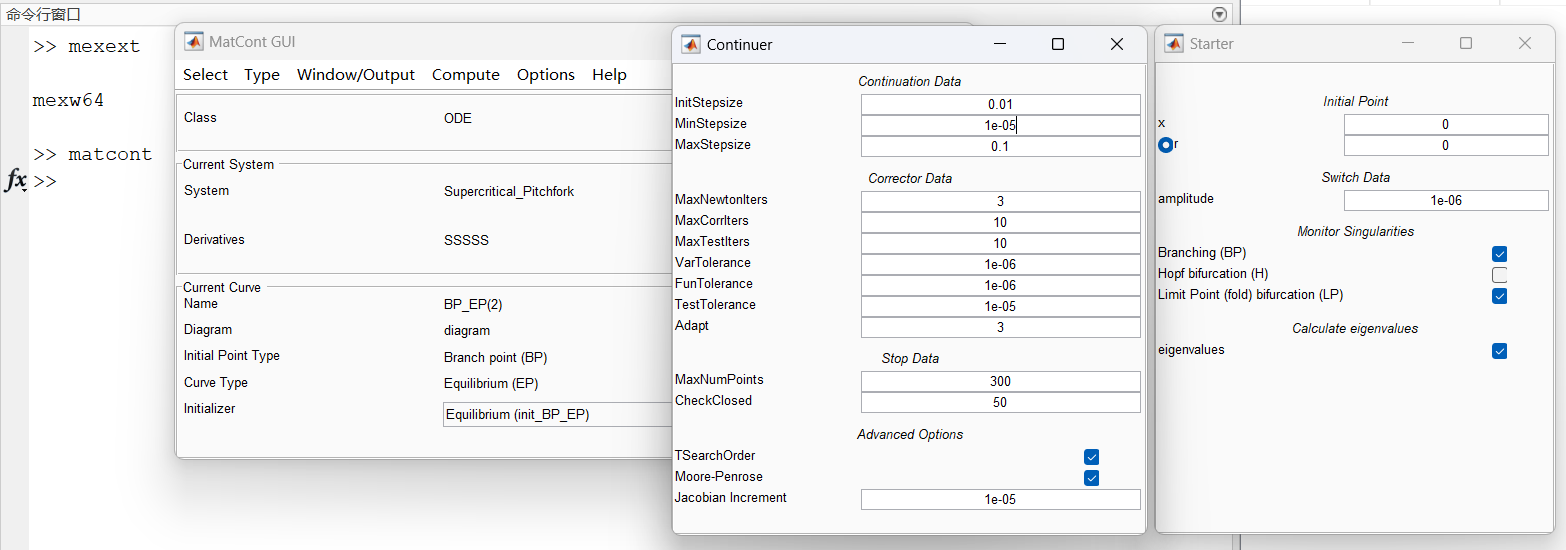 命令行窗口
>> mexext
mexw64
>> matcont
fx >>
MatCont GUI
Select Type Window/Output Compute Options Help
Class ODE
Current System
System Supercritical_Pitchfork
Derivatives SSSSS
Current Curve
Name BP_EP(2)
Diagram diagram
Initial Point Type Branch point (BP)
Curve Type Equilibrium (EP)
Initializer Equilibrium (init_BP_EP)
Continuer
Continuation Data
InitStepsize 0.01
MinStepsize 1e-05
MaxStepsize 0.1
Corrector Data
MaxNewtonIters 3
MaxCorrIters 10
MaxTestIters 10
VarTolerance 1e-06
FunTolerance 1e-06
TestTolerance 1e-05
Adapt 3
Stop Data
MaxNumPoints 300
CheckClosed 50
Advanced Options
TSearchOrder
Moore-Penrose
Jacobian Increment 1e-05
Starter
Initial Point
x 0
r 0
Switch Data
amplitude 1e-06
Monitor Singularities
Branching (BP)
Hopf bifurcation (H)
Limit Point (fold) bifurcation (LP)
Calculate eigenvalues
eigenvalues